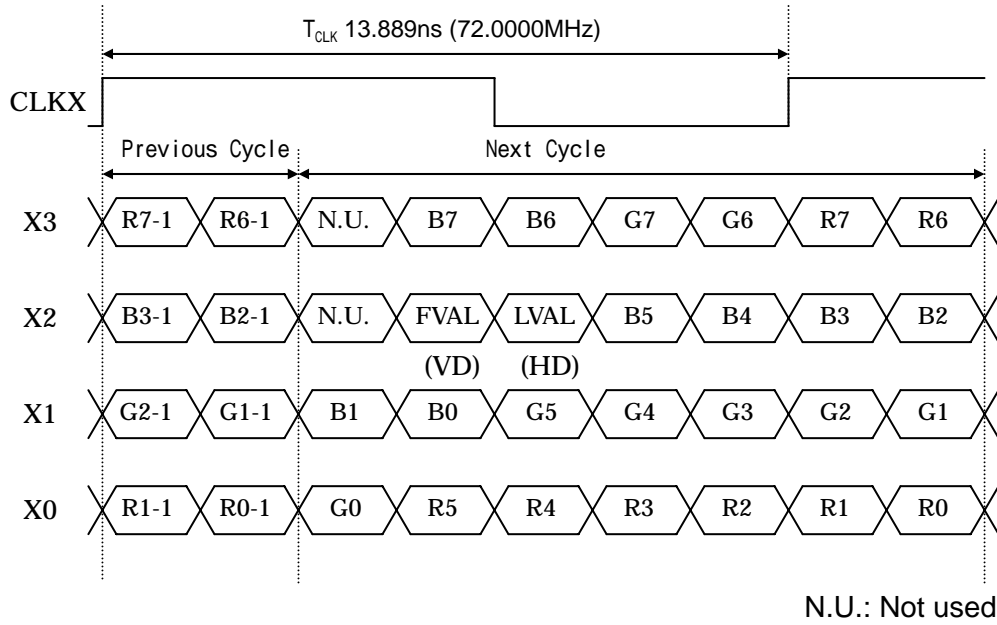 T_CLK 13.889ns (72.0000MHz)
CLKX
Previous Cycle Next Cycle
X3 R7-1 R6-1 N.U. B7 B6 G7 G6 R7 R6
X2 B3-1 B2-1 N.U. FVAL LVAL B5 B4 B3 B2
(VD) (HD)
X1 G2-1 G1-1 B1 B0 G5 G4 G3 G2 G1
X0 R1-1 R0-1 G0 R5 R4 R3 R2 R1 R0
N.U.: Not used